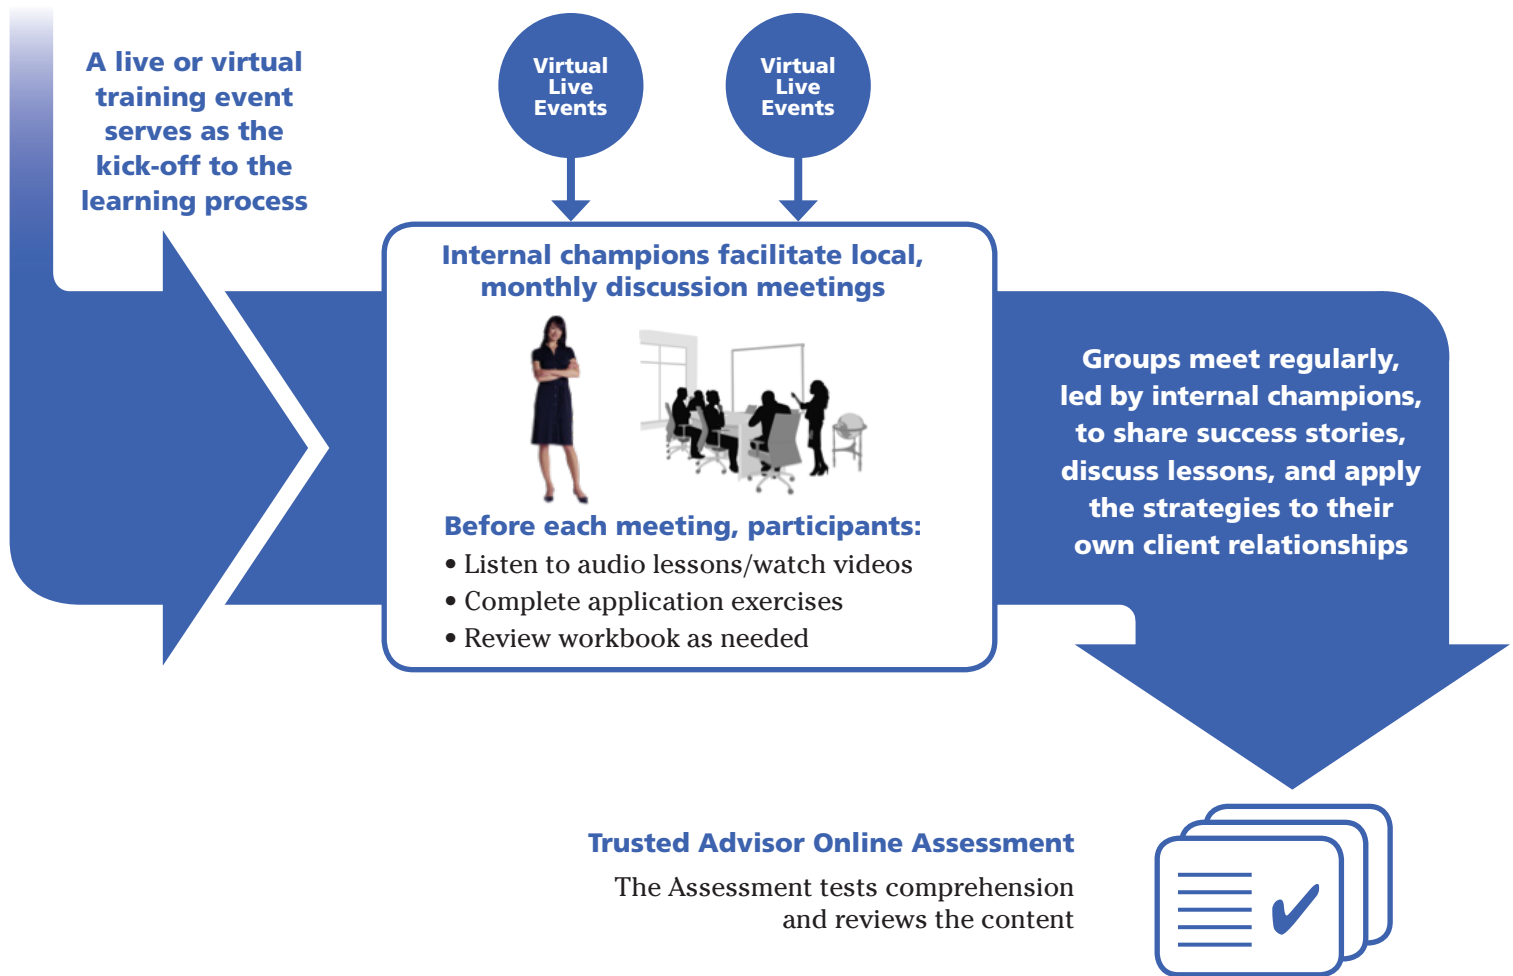 A live or virtual
training event
serves as the
kick-off to the
learning process
Virtual
Live
Events
Virtual
Live
Events
Internal champions facilitate local,
monthly discussion meetings
Before each meeting, participants:
• Listen to audio lessons/watch videos
• Complete application exercises
• Review workbook as needed
Groups meet regularly,
led by internal champions,
to share success stories,
discuss lessons, and apply
the strategies to their
own client relationships
Trusted Advisor Online Assessment
The Assessment tests comprehension
and reviews the content